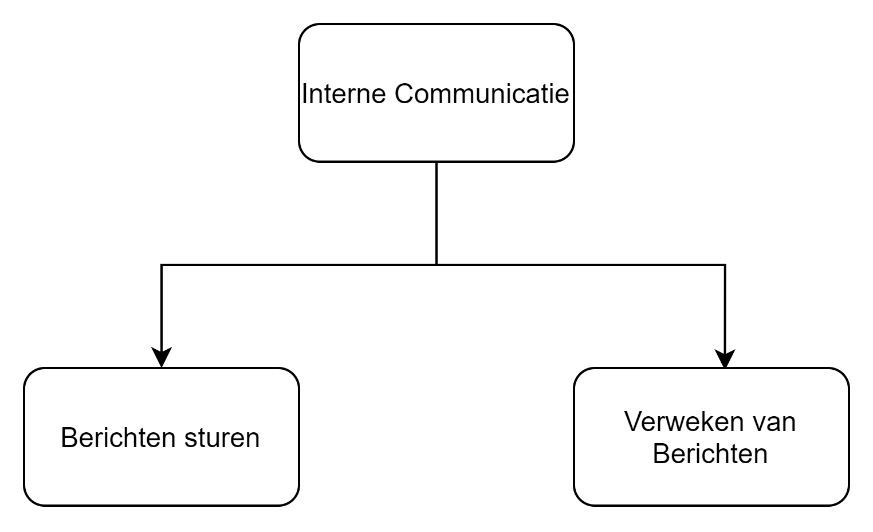 Interne Communicatie
Berichten sturen
Verweken van
Berichten